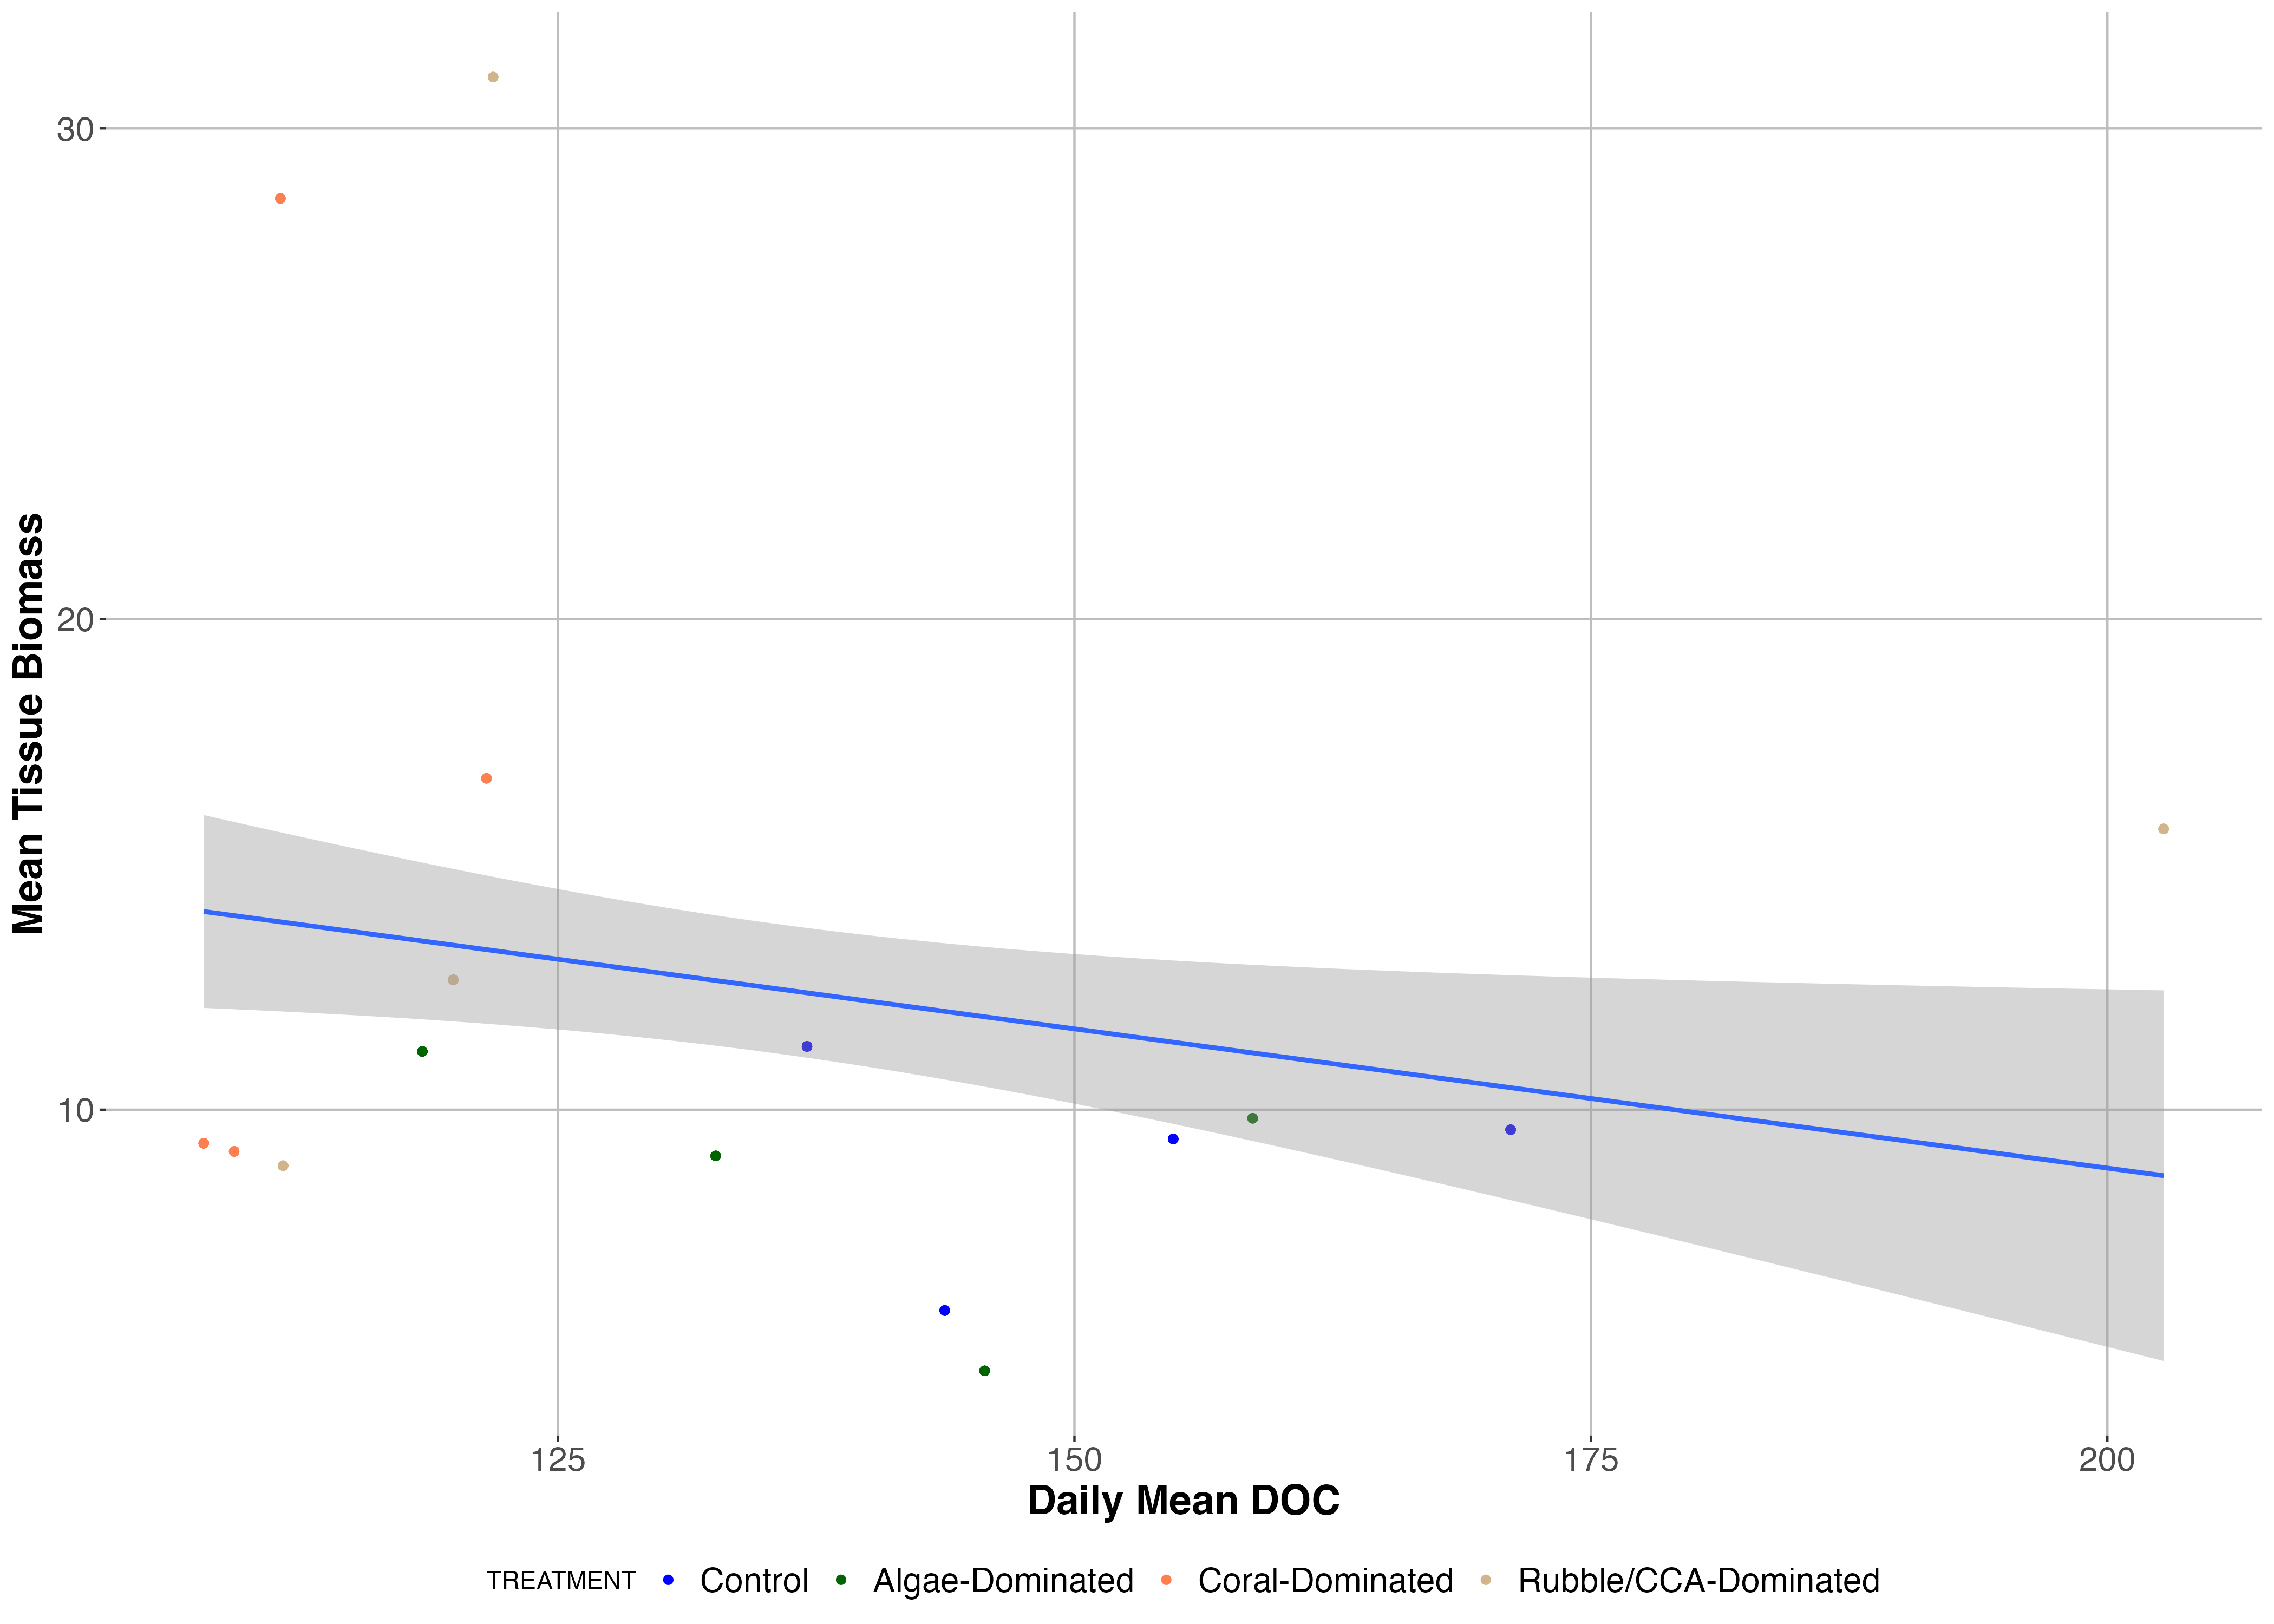 Mean Tissue Biomass
30
20
10
125 150 175 200
Daily Mean DOC
TREATMENT Control Algae-Dominated Coral-Dominated Rubble/CCA-Dominated